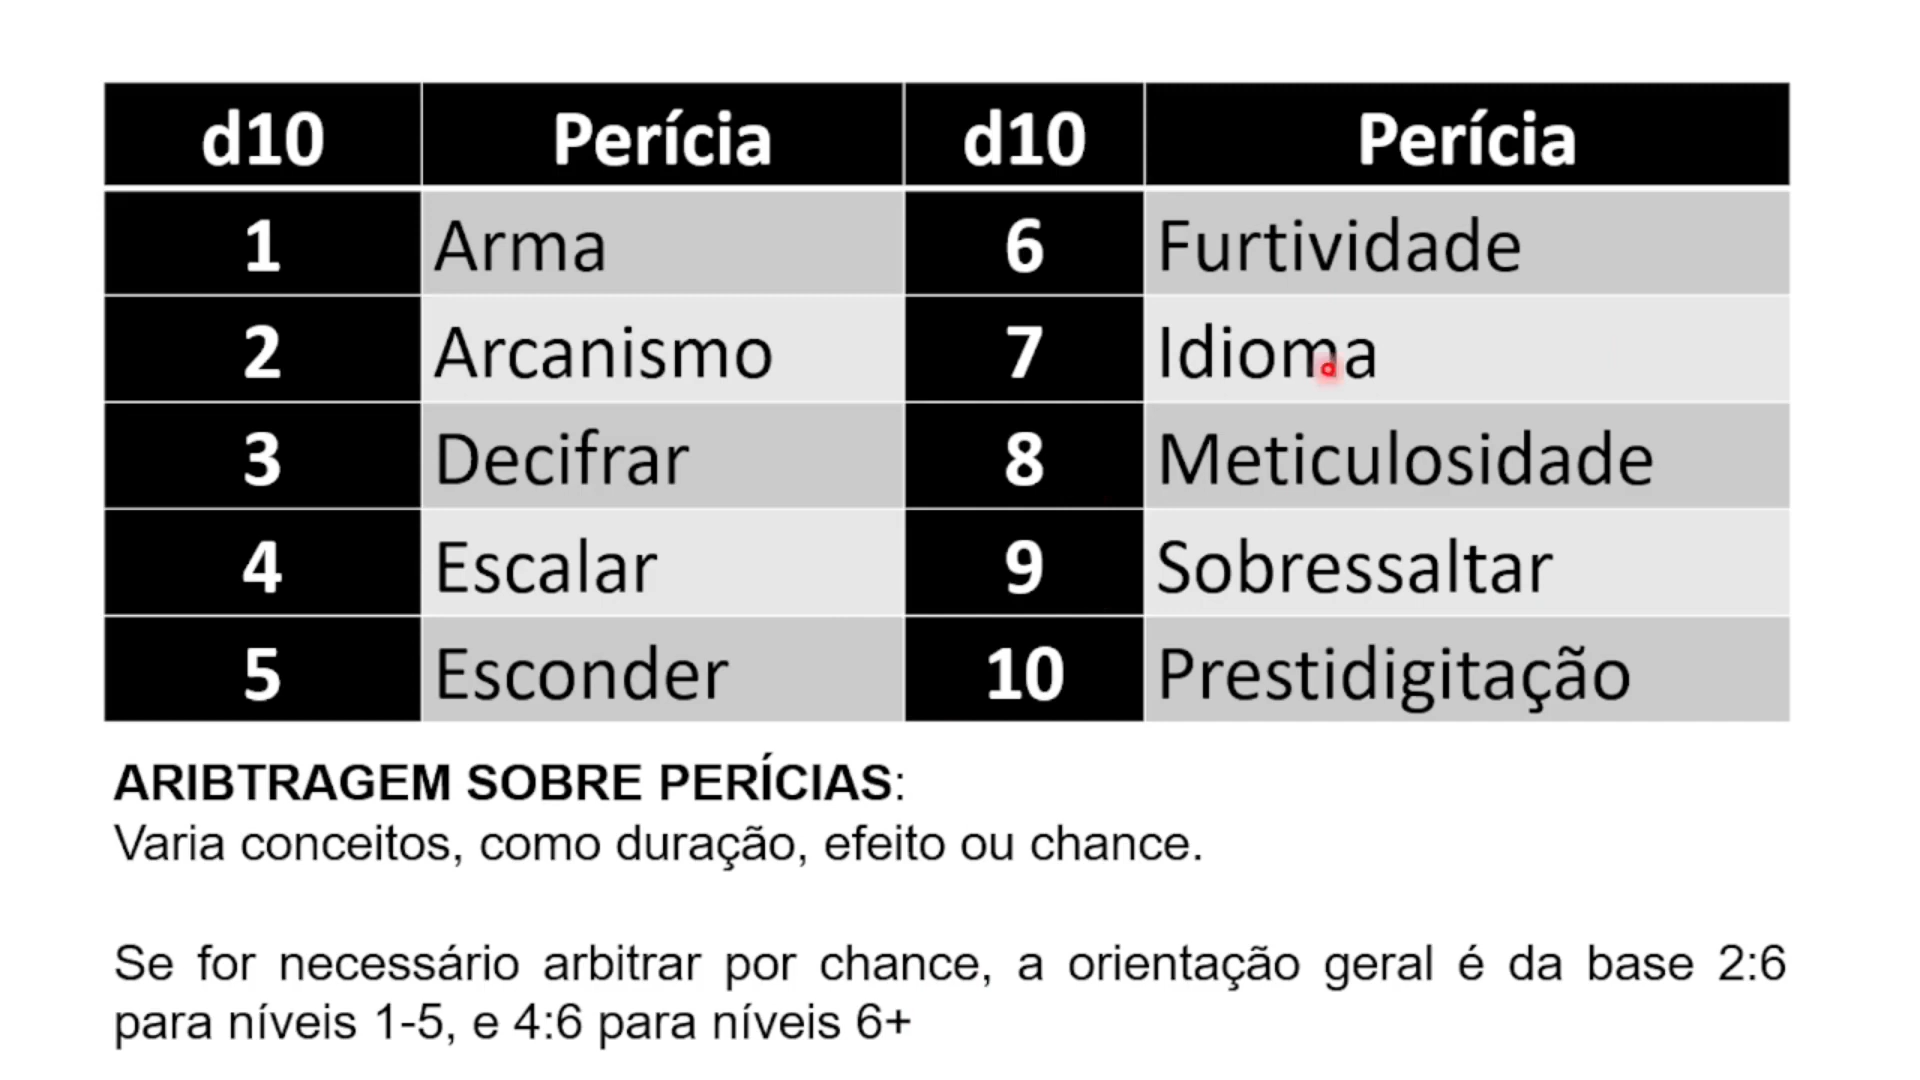 d10 Perícia d10 Perícia
1 Arma 6 Furtividade
2 Arcanismo 7 Idioma
3 Decifrar 8 Meticulosidade
4 Escalar 9 Sobressaltar
5 Esconder 10 Prestidigitação
ARIBTRAGEM SOBRE PERÍCIAS:
Varia conceitos, como duração, efeito ou chance.
Se for necessário arbitrar por chance, a orientação geral é da base 2:6
para níveis 1-5, e 4:6 para níveis 6+